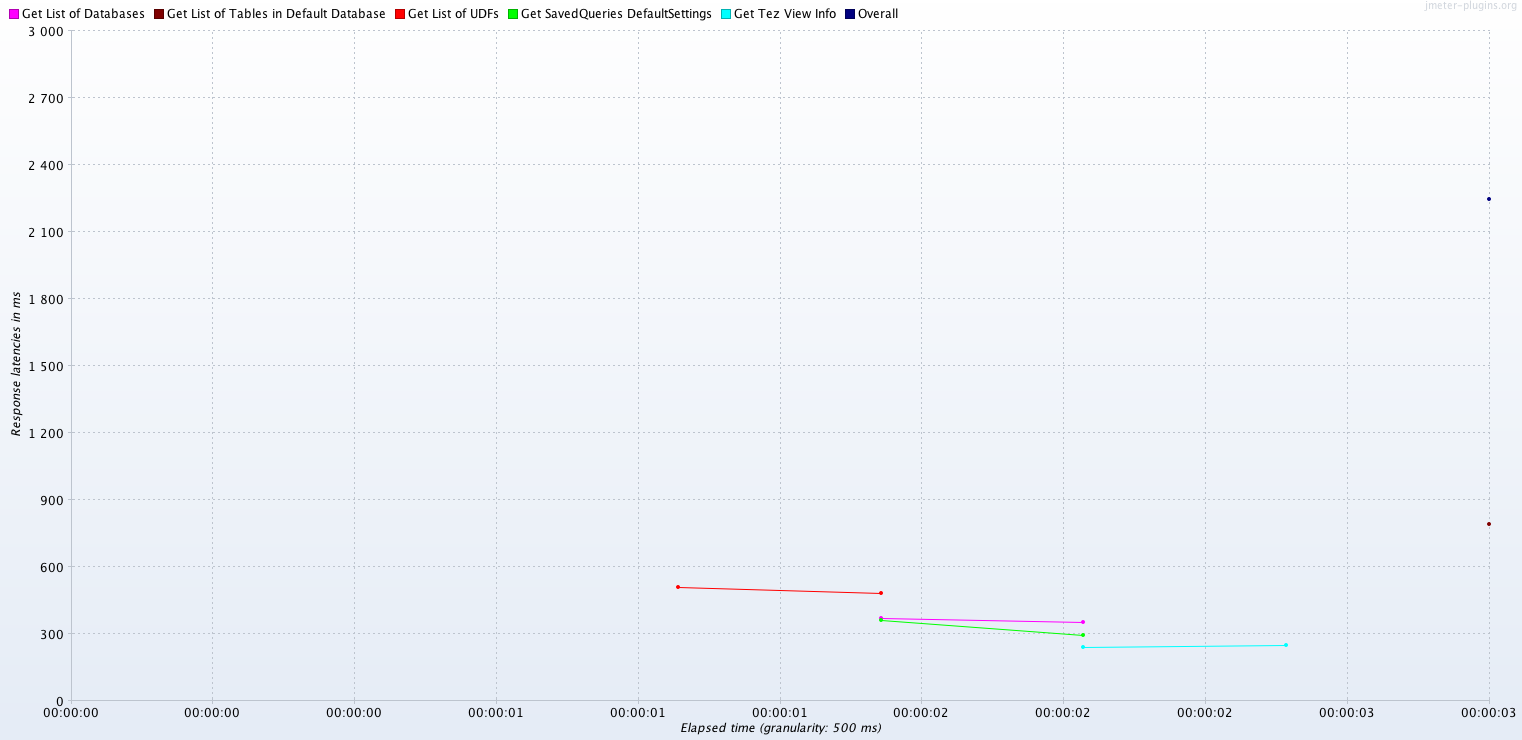 jmeter-plugins.org
Get List of Databases Get List of Tables in Default Database Get List of UDFs Get SavedQueries DefaultSettings Get Tez View Info Overall
3 000
2 700
2 400
2 100
1 800
1 500
1 200
900
600
300
0
Response latencies in ms
00:00:00 00:00:00 00:00:00 00:00:01 00:00:01 00:00:01 00:00:02 00:00:02 00:00:02 00:00:03 00:00:03
Elapsed time (granularity: 500 ms)